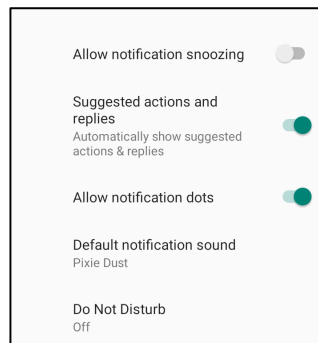 Allow notification snoozing
Suggested actions and
replies
Automatically show suggested
actions & replies
Allow notification dots
Default notification sound
Pixie Dust
Do Not Disturb
Off